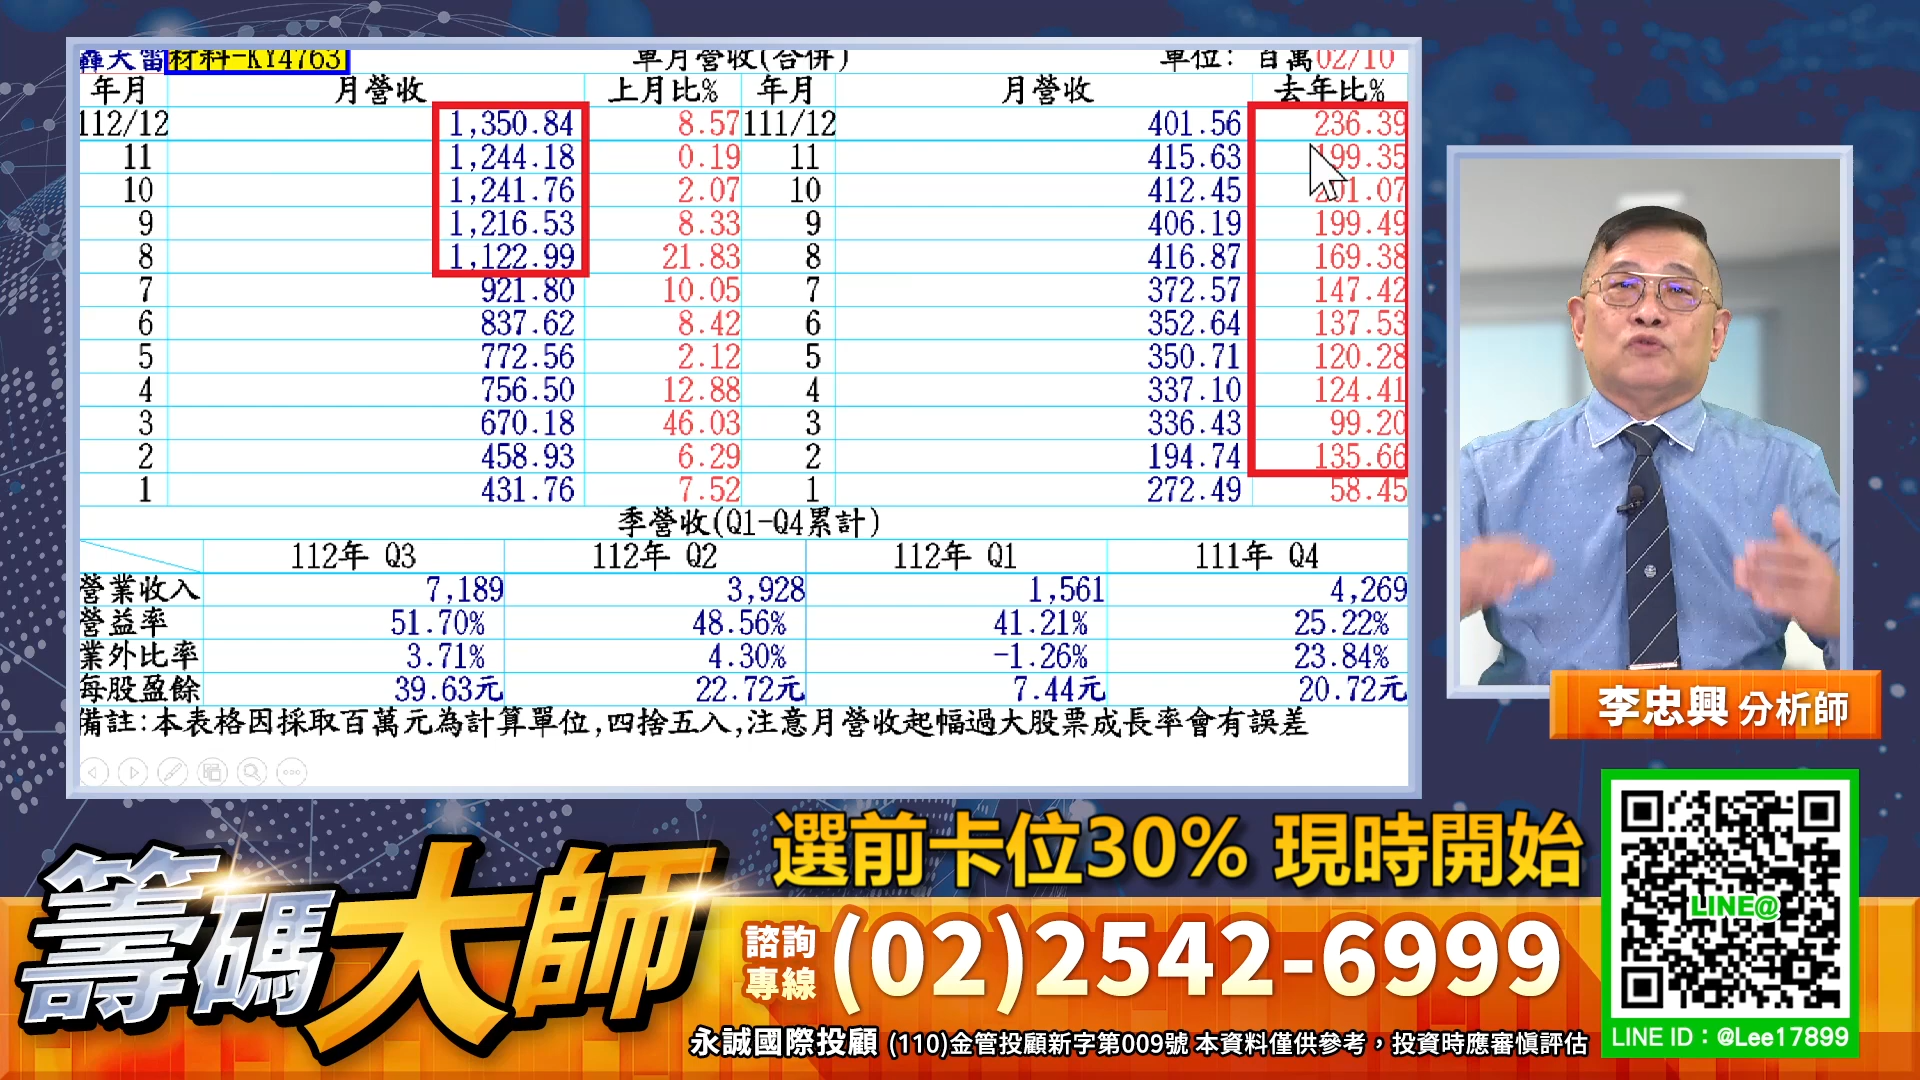 轟天雷 材料-KY4763 單月營收(合併) 單位: 百萬 02/10
年月 月營收 上月比% 年月 月營收 去年比%
112/12 1,350.84 8.57 111/12 401.56 236.39
11 1,244.18 0.19 11 415.63 199.35
10 1,241.76 2.07 10 412.45 201.07
9 1,216.53 8.33 9 406.19 199.49
8 1,122.99 21.83 8 416.87 169.38
7 921.80 10.05 7 372.57 147.42
6 837.62 8.42 6 352.64 137.53
5 772.56 2.12 5 350.71 120.28
4 756.50 12.88 4 337.10 124.41
3 670.18 46.03 3 336.43 99.20
2 458.93 6.29 2 194.74 135.66
1 431.76 7.52 1 272.49 58.45
季營收(Q1-Q4累計)
112年 Q3 112年 Q2 112年 Q1 111年 Q4
營業收入 7,189 3,928 1,561 4,269
營益率 51.70% 48.56% 41.21% 25.22%
業外比率 3.71% 4.30% -1.26% 23.84%
每股盈餘 39.63元 22.72元 7.44元 20.72元
備註:本表格因採取百萬元為計算單位,四捨五入,注意月營收起幅過大股票成長率會有誤差
李忠興 分析師
選前卡位30% 現時開始
籌碼大師
諮詢專線 (02)2542-6999
永誠國際投顧 (110)金管投顧新字第009號 本資料僅供參考，投資時應審慎評估
LINE@
LINE ID：@Lee17899